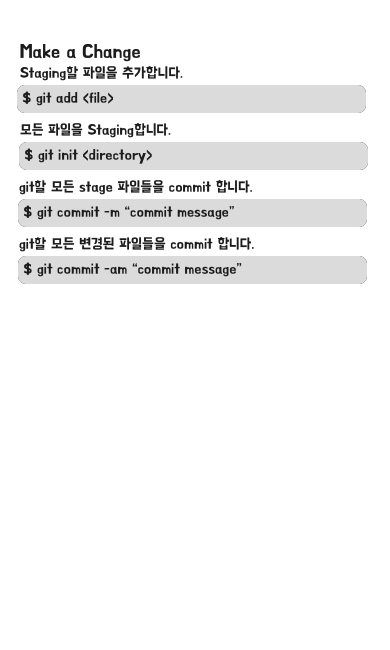 Make a Change
Staging할 파일을 추가합니다.
$ git add <file>
모든 파일을 Staging합니다.
$ git init <directory>
git할 모든 stage 파일들을 commit 합니다.
$ git commit -m “commit message”
git할 모든 변경된 파일들을 commit 합니다.
$ git commit -am “commit message”